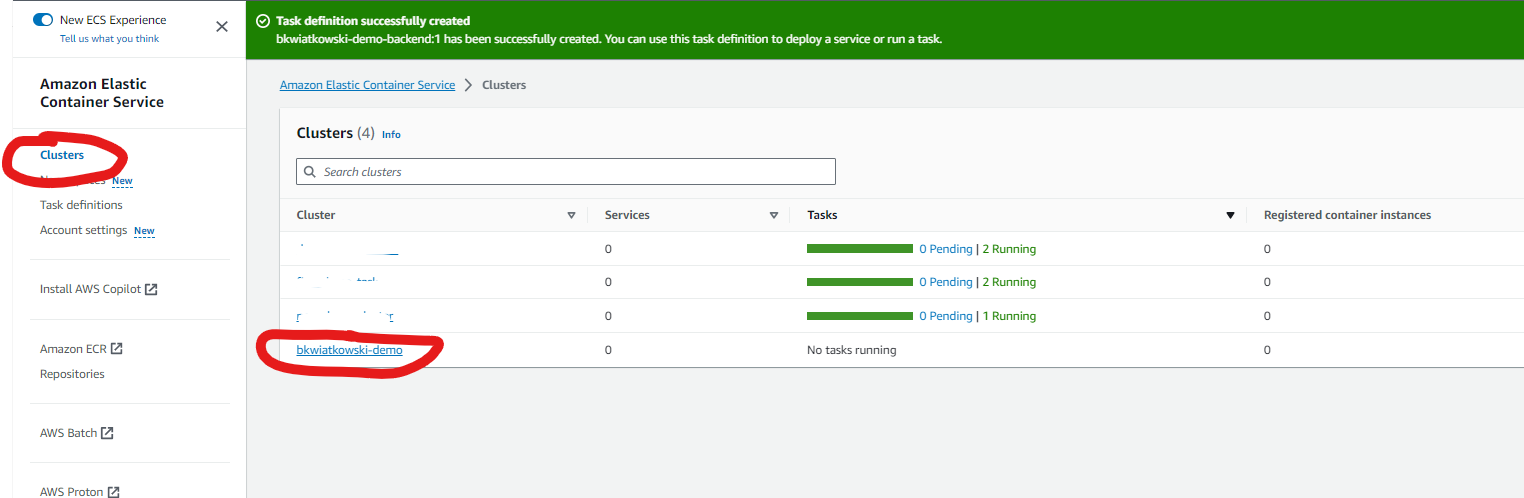 New ECS Experience
Tell us what you think
Amazon Elastic
Container Service
Clusters
New
Task definitions
Account settings New
Install AWS Copilot
Amazon ECR
Repositories
AWS Batch
AWS Proton
Task definition successfully created
bkwiatkowski-demo-backend:1 has been successfully created. You can use this task definition to deploy a service or run a task.
Amazon Elastic Container Service > Clusters
Clusters (4) Info
Search clusters
Cluster Services Tasks Registered container instances
0 0 Pending | 2 Running 0
0 0 Pending | 2 Running 0
0 0 Pending | 1 Running 0
bkwiatkowski-demo 0 No tasks running 0